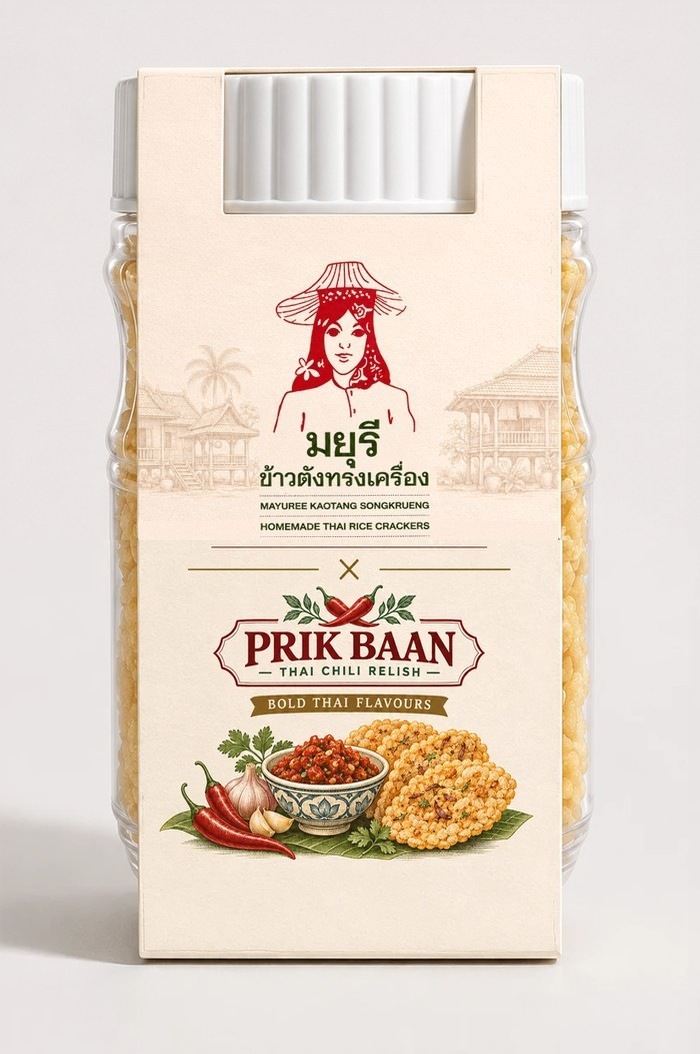 มยุรี
ข้าวตังทรงเครื่อง
MAYUREE KAOTANG SONGKRUENG
HOMEMADE THAI RICE CRACKERS
×
PRIK BAAN
THAI CHILI RELISH
BOLD THAI FLAVOURS